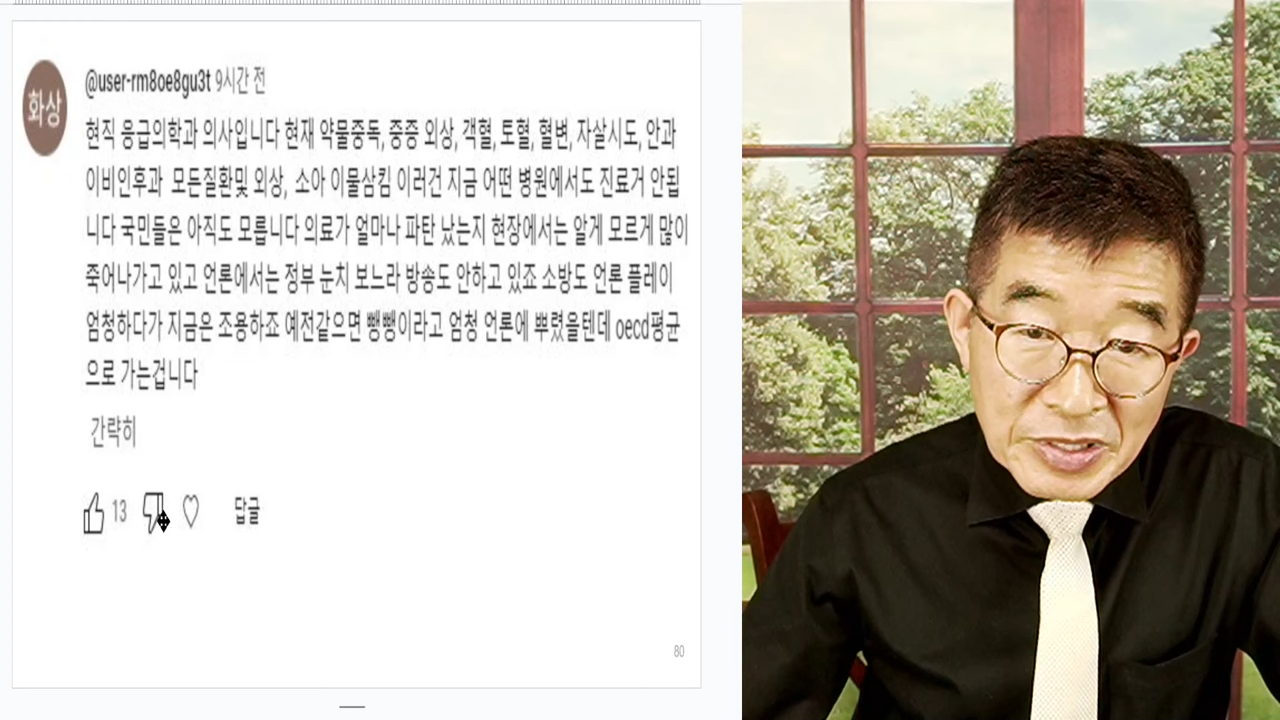 화상
@user-rm8oe8gu3t 9시간 전
현직 응급의학과 의사입니다 현재 약물중독, 중증 외상, 객혈, 토혈, 혈변, 자살시도, 안과
이비인후과 모든질환및 외상, 소아 이물삼킴 이러건 지금 어떤 병원에서도 진료거 안됩
니다 국민들은 아직도 모릅니다 의료가 얼마나 파탄 났는지 현장에서는 알게 모르게 많이
죽어나가고 있고 언론에서는 정부 눈치 보느라 방송도 안하고 있죠 소방도 언론 플레이
엄청하다가 지금은 조용하죠 예전같으면 뺑뺑이라고 엄청 언론에 뿌렸을텐데 oecd평균
으로 가는겁니다
간략히
13 답글
80